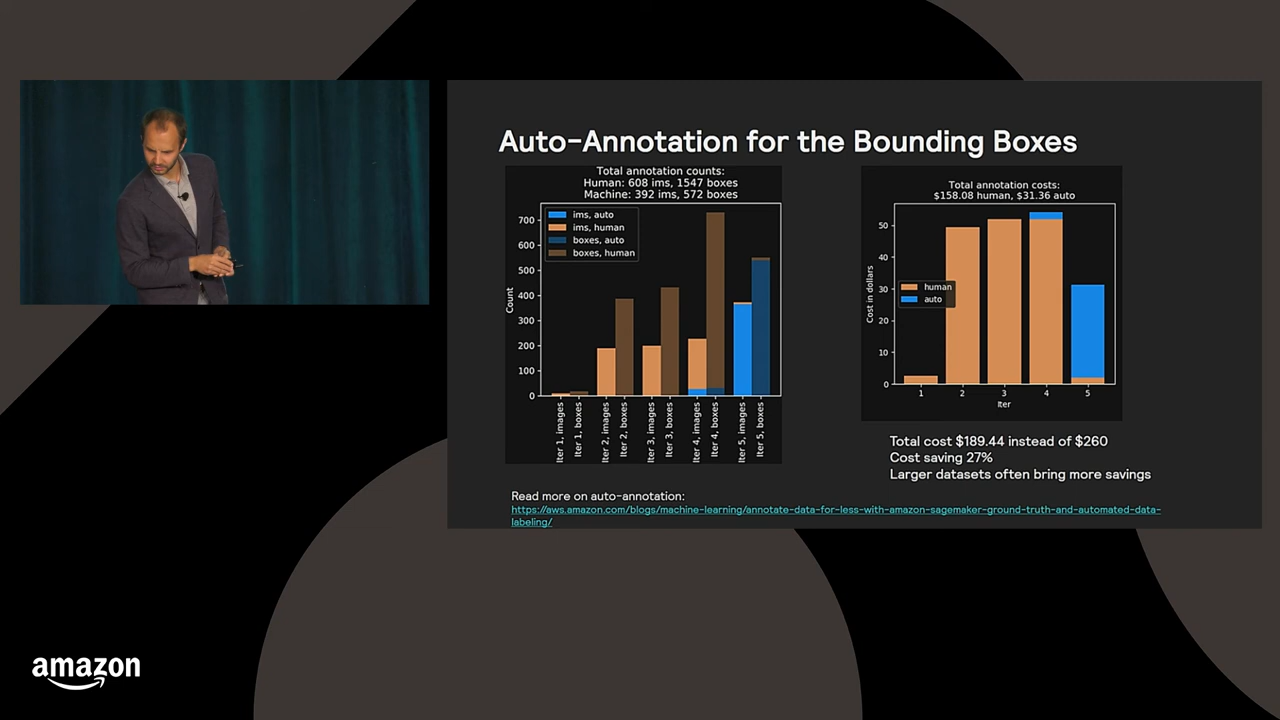 Auto-Annotation for the Bounding Boxes
Total annotation counts:
Human: 608 ims, 1547 boxes
Machine: 392 ims, 572 boxes
ims, auto
ims, human
boxes, auto
boxes, human
Count
700
600
500
400
300
200
100
0
Iter 1, images
Iter 1, boxes
Iter 2, images
Iter 2, boxes
Iter 3, images
Iter 3, boxes
Iter 4, images
Iter 4, boxes
Iter 5, images
Iter 5, boxes
Total annotation costs:
$158.08 human, $31.36 auto
human
auto
Cost in dollars
50
40
30
20
10
0
1 2 3 4 5
Iter
Total cost $189.44 instead of $260
Cost saving 27%
Larger datasets often bring more savings
Read more on auto-annotation:
https://aws.amazon.com/blogs/machine-learning/annotate-data-for-less-with-amazon-sagemaker-ground-truth-and-automated-data-
labeling/
amazon